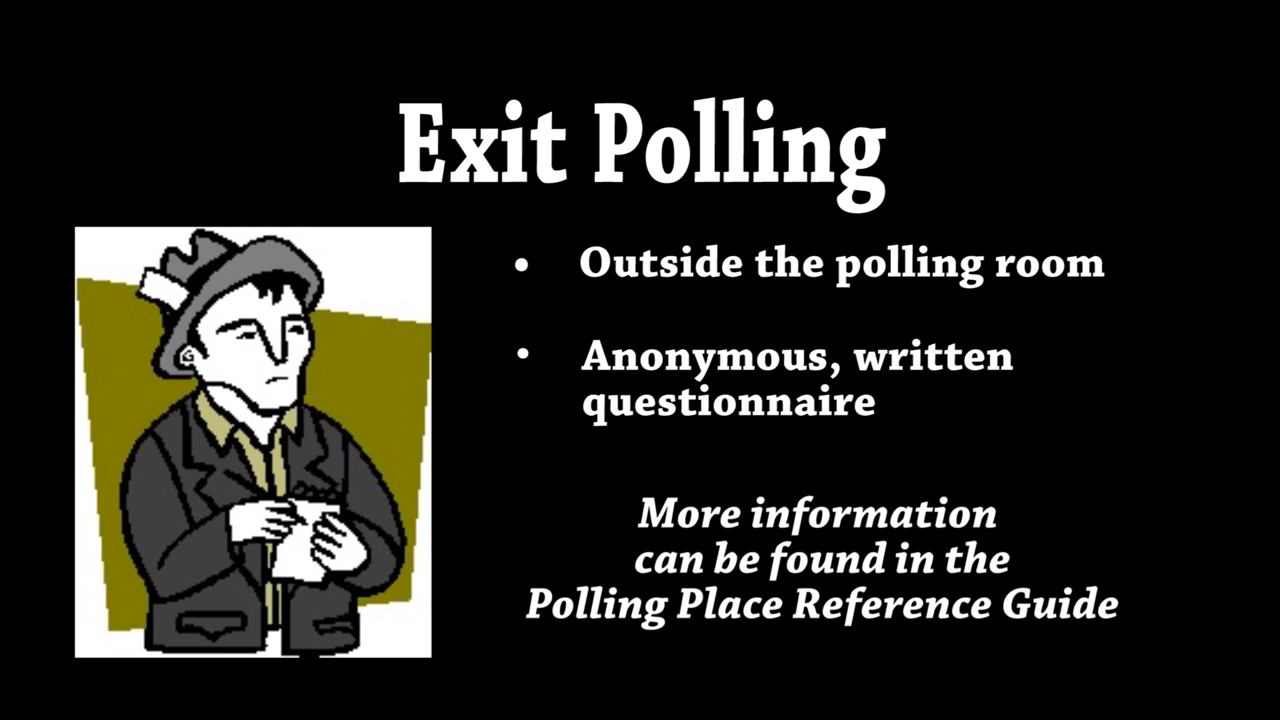 Exit Polling
• Outside the polling room
• Anonymous, written
questionnaire
More information
can be found in the
Polling Place Reference Guide